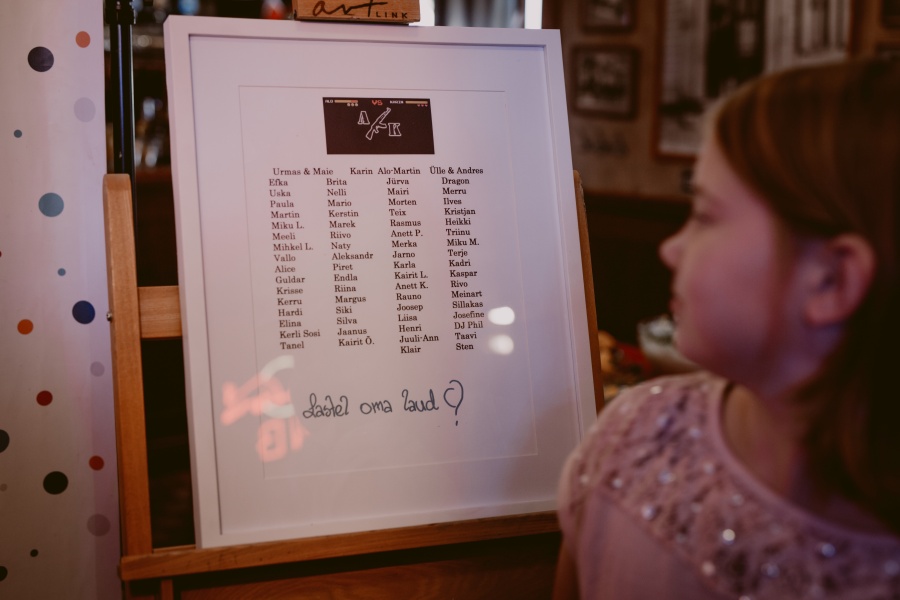 art
LINK
ALO VS KARIN
A K
Urmas & Maie Karin Alo-Martin Ülle & Andres
Efka Brita Jürva Dragon
Uska Nelli Mairi Merru
Paula Mario Morten Ilves
Martin Kerstin Teix Kristjan
Miku L. Marek Rasmus Heikki
Meeli Riivo Anett P. Triinu
Mihkel L. Naty Merka Miku M.
Vallo Aleksandr Jarno Terje
Alice Piret Karla Kadri
Guldar Endla Kairit L. Kaspar
Krisse Riina Anett K. Rivo
Kerru Margus Rauno Meinart
Hardi Siki Joosep Sillakas
Elina Silva Liisa Josefine
Kerli Sosi Jaanus Henri DJ Phil
Tanel Kairit Ö. Juuli-Ann Taavi
Klair Sten
oma laud